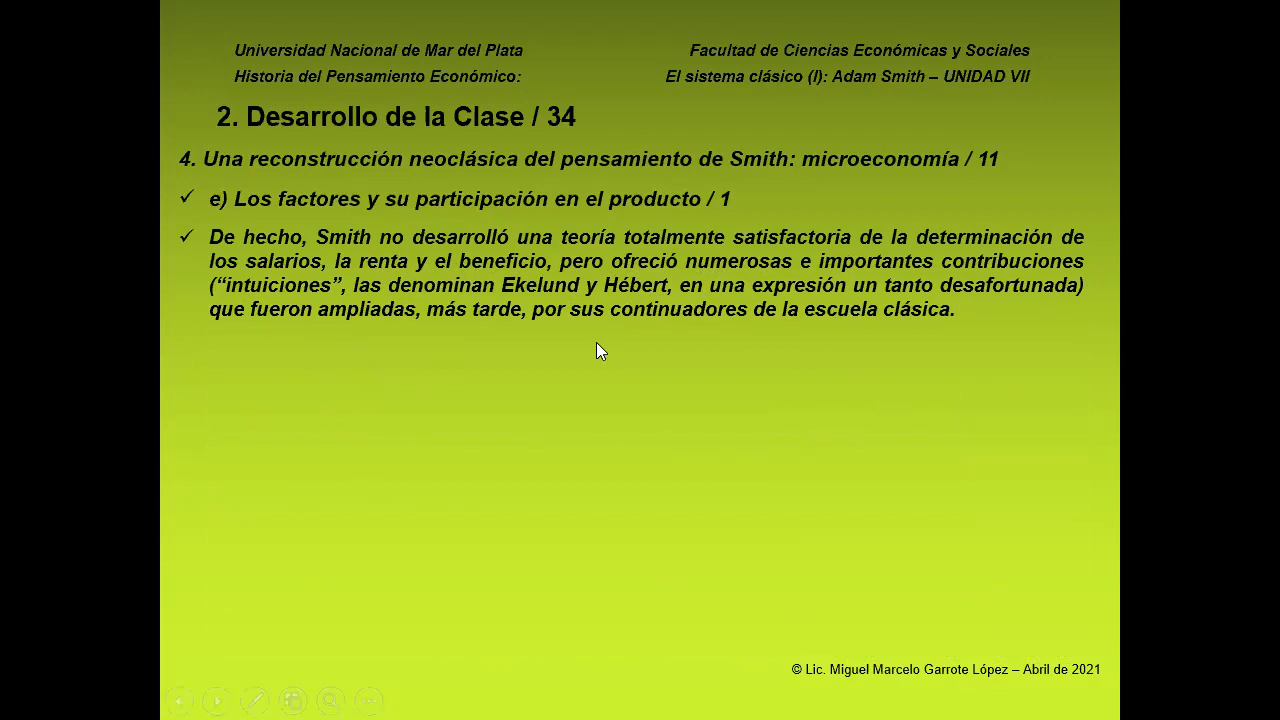 Universidad Nacional de Mar del Plata Facultad de Ciencias Económicas y Sociales
Historia del Pensamiento Económico: El sistema clásico (I): Adam Smith – UNIDAD VII
2. Desarrollo de la Clase / 34
4. Una reconstrucción neoclásica del pensamiento de Smith: microeconomía / 11
✓ e) Los factores y su participación en el producto / 1
✓ De hecho, Smith no desarrolló una teoría totalmente satisfactoria de la determinación de
los salarios, la renta y el beneficio, pero ofreció numerosas e importantes contribuciones
(“intuiciones”, las denominan Ekelund y Hébert, en una expresión un tanto desafortunada)
que fueron ampliadas, más tarde, por sus continuadores de la escuela clásica.
© Lic. Miguel Marcelo Garrote López – Abril de 2021